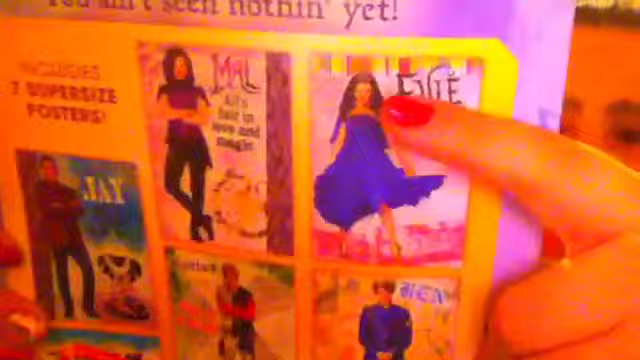 You ain't seen nothin' yet!
INCLUDES
7 SUPERSIZE
POSTERS!
MAL
All's
fair in
love and
magic
EVIE
JAY
BEN